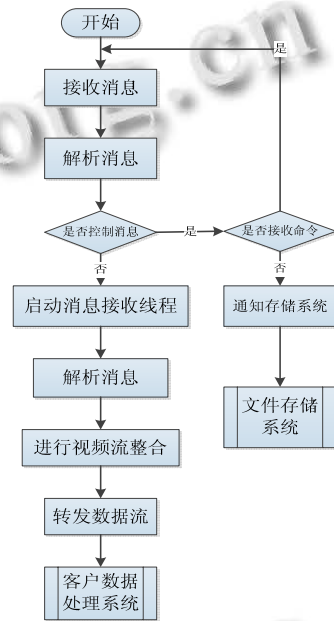 开始
是
接收消息
解析消息
是否控制消息
是
是否接收命令
否
否
启动消息接收线程
通知存储系统
解析消息
文件存储
系统
进行视频流整合
转发数据流
客户数据
处理系统